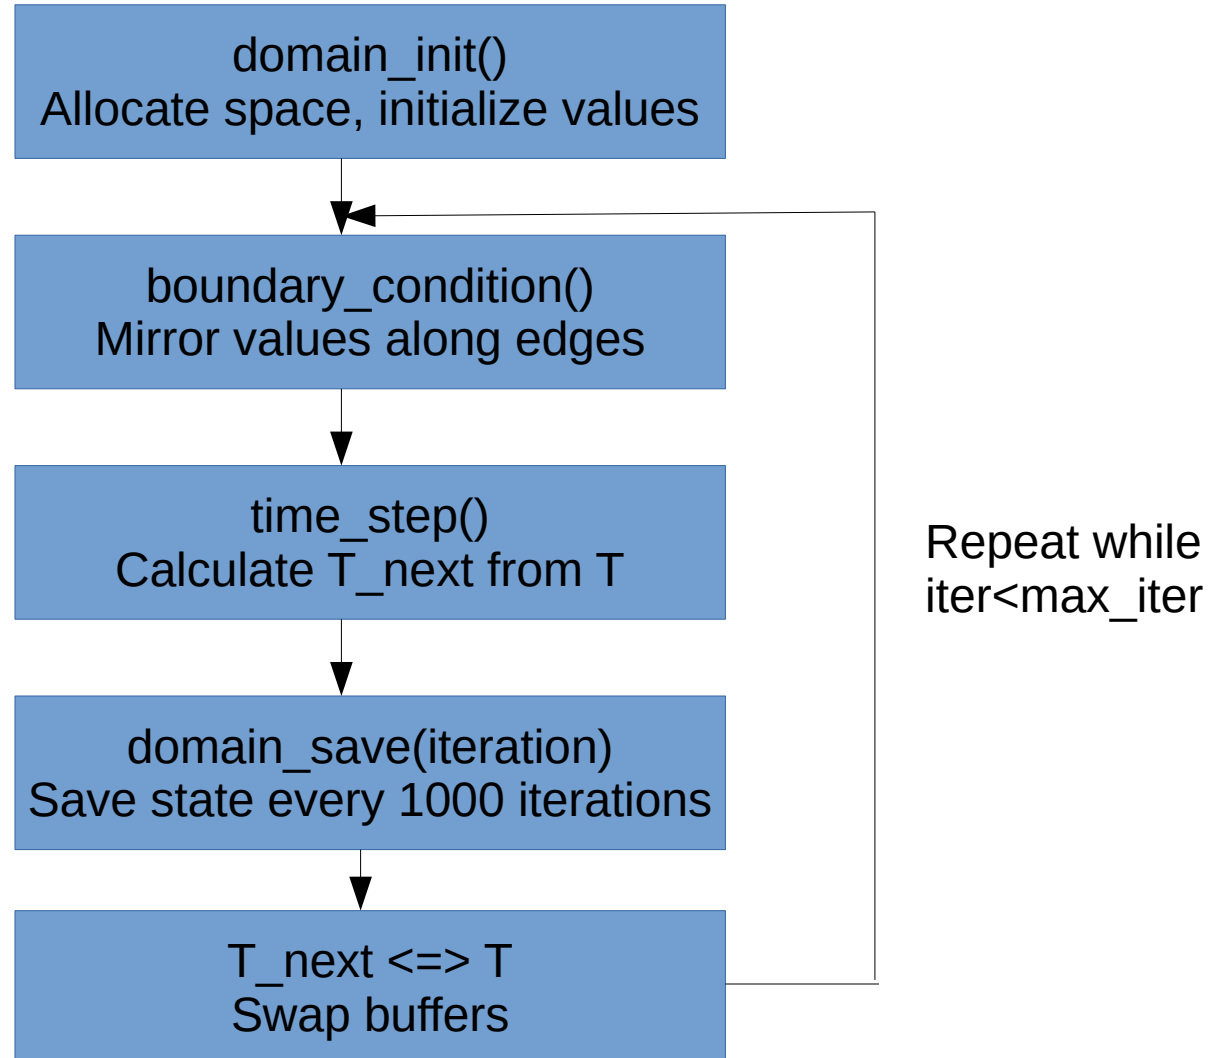 domain_init()
Allocate space, initialize values
boundary_condition()
Mirror values along edges
time_step()
Calculate T_next from T
Repeat while
iter<max_iter
domain_save(iteration)
Save state every 1000 iterations
T_next <=> T
Swap buffers